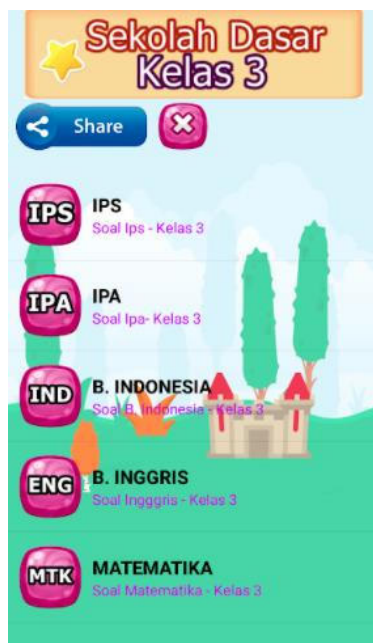 Sekolah Dasar
Kelas 3
Share
IPS
IPS
Soal Ips - Kelas 3
IPA
IPA
Soal Ipa- Kelas 3
IND
B. INDONESIA
Soal B. Indonesia - Kelas 3
ENG
B. INGGRIS
Soal Ingggris - Kelas 3
MTK
MATEMATIKA
Soal Matematika - Kelas 3